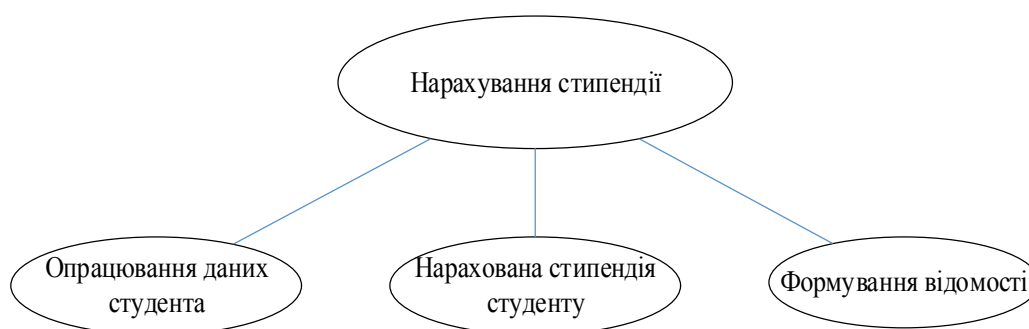 Нарахування стипендії
Опрацювання даних
студента
Нарахована стипендія
студенту
Формування відомості